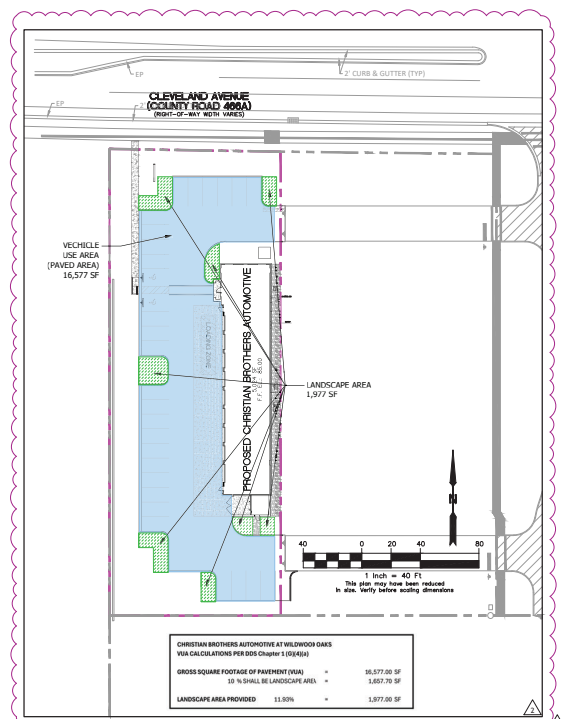 2' CURB & GUTTER (TYP)
EP
CLEVELAND AVENUE
(COUNTY ROAD 466A)
(RIGHT-OF-WAY WIDTH VARIES)
EP
2'
VECHICLE
USE AREA
(PAVED AREA)
16,577 SF
LOADING ZONE
PROPOSED CHRISTIAN BROTHERS AUTOMOTIVE
SF
F.F. EL. 85.00
LANDSCAPE AREA
1,977 SF
N
40 0 20 40 80
1 Inch = 40 Ft
This plan may have been reduced
in size. Verify before scaling dimensions
CHRISTIAN BROTHERS AUTOMOTIVE AT WILDWOOD OAKS
VUA CALCULATIONS PER DDS Chapter 1 (G)(4)(a)
GROSS SQUARE FOOTAGE OF PAVEMENT (VUA) = 16,577.00 SF
10 % SHALL BE LANDSCAPE AREA = 1,657.70 SF
LANDSCAPE AREA PROVIDED 11.93% = 1,977.00 SF
2